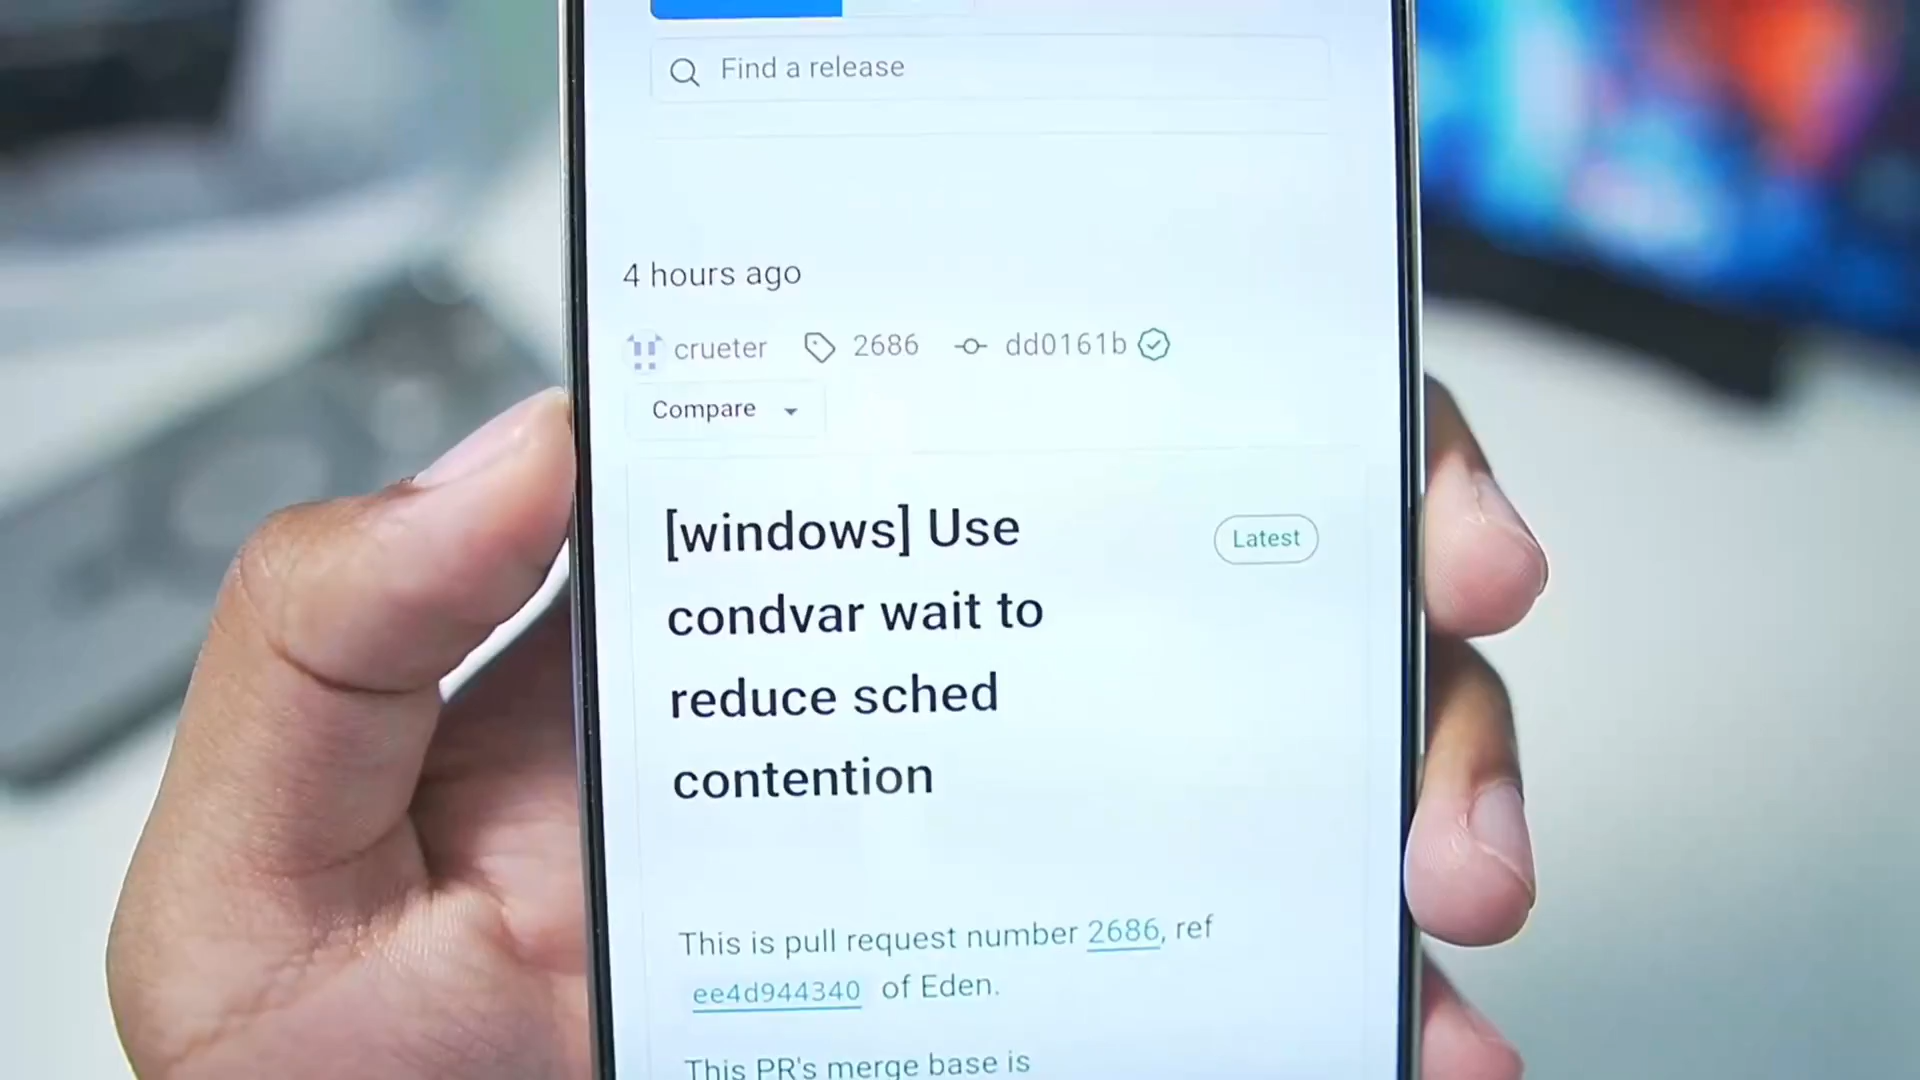 Find a release
4 hours ago
crueter 2686 dd0161b
Compare
[windows] Use
condvar wait to
reduce sched
contention
Latest
This is pull request number 2686, ref
ee4d944340 of Eden.
This PR's merge base is